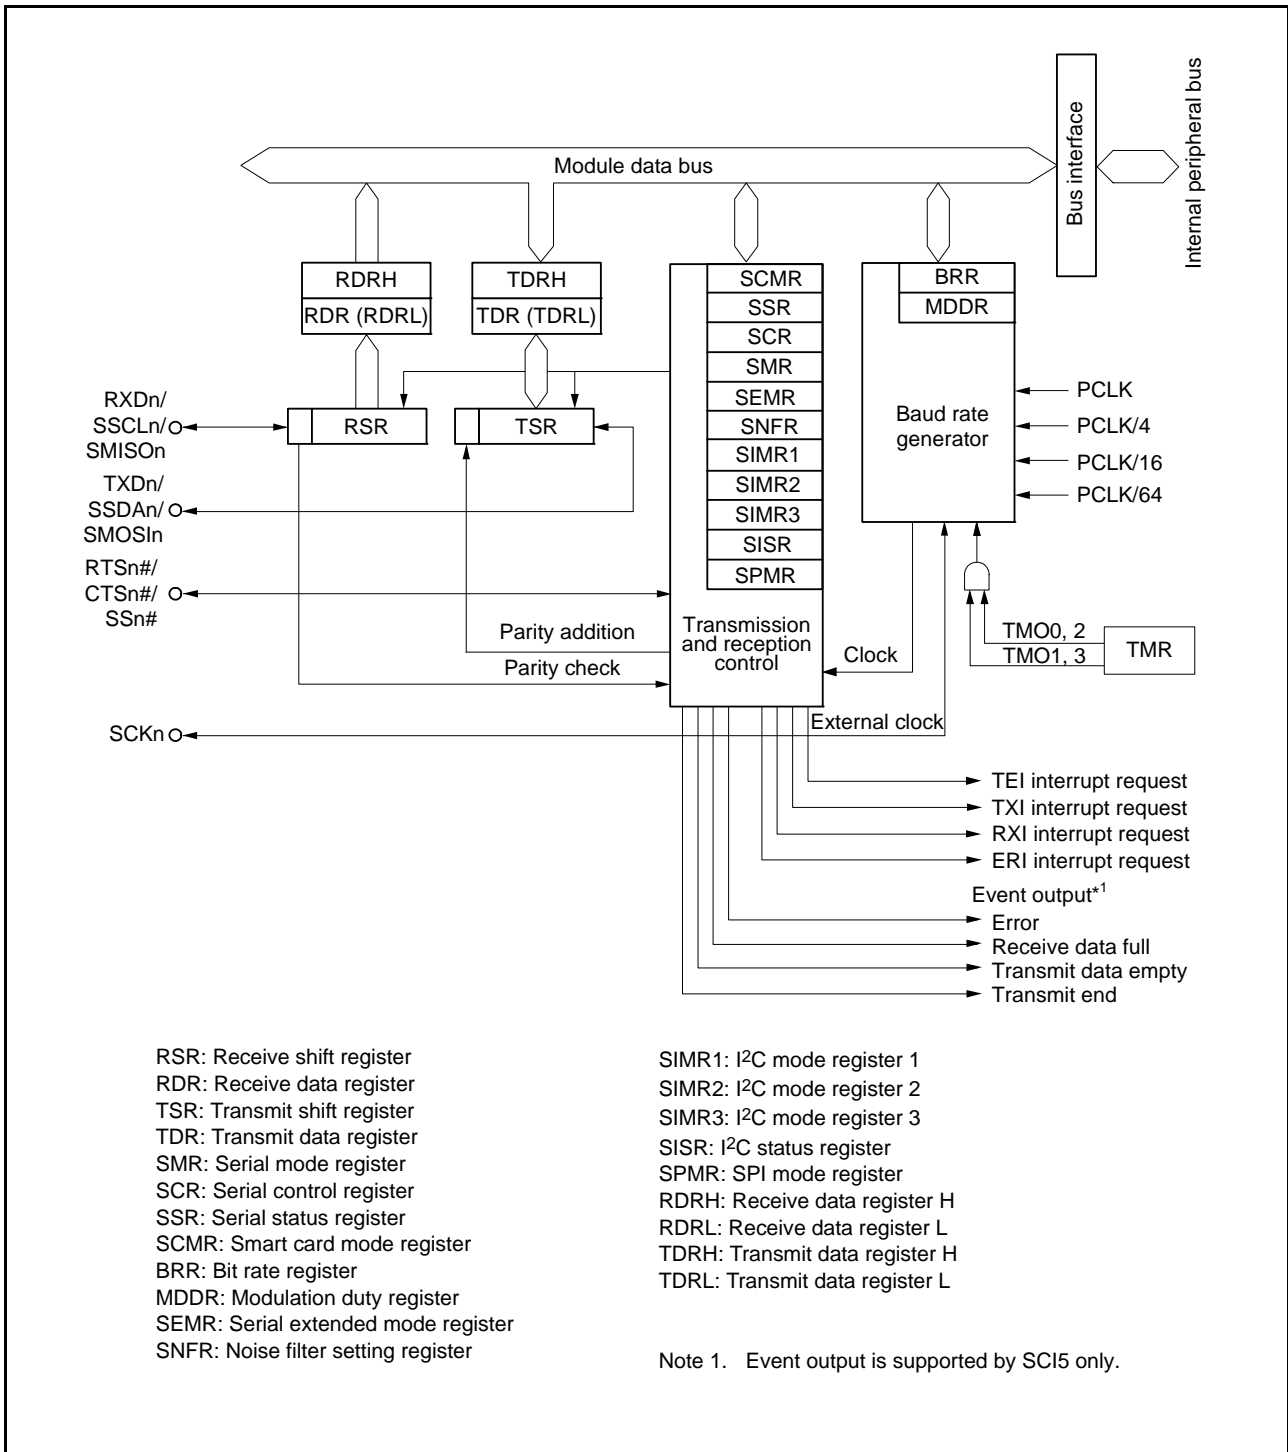 Module data bus
Bus interface
Internal peripheral bus
RDRH
RDR (RDRL)
TDRH
TDR (TDRL)
SCMR
SSR
SCR
SMR
SEMR
SNFR
SIMR1
SIMR2
SIMR3
SISR
SPMR
Transmission
and reception
control
BRR
MDDR
Baud rate
generator
PCLK
PCLK/4
PCLK/16
PCLK/64
RXDn/
SSCLn/
SMISOn
RSR
TSR
TXDn/
SSDAn/
SMOSIn
RTSn#/
CTSn#/
SSn#
Parity addition
Parity check
Clock
TMO0, 2
TMO1, 3
TMR
SCKn
External clock
TEI interrupt request
TXI interrupt request
RXI interrupt request
ERI interrupt request
Event output*1
Error
Receive data full
Transmit data empty
Transmit end
RSR: Receive shift register
RDR: Receive data register
TSR: Transmit shift register
TDR: Transmit data register
SMR: Serial mode register
SCR: Serial control register
SSR: Serial status register
SCMR: Smart card mode register
BRR: Bit rate register
MDDR: Modulation duty register
SEMR: Serial extended mode register
SNFR: Noise filter setting register
SIMR1: I2C mode register 1
SIMR2: I2C mode register 2
SIMR3: I2C mode register 3
SISR: I2C status register
SPMR: SPI mode register
RDRH: Receive data register H
RDRL: Receive data register L
TDRH: Transmit data register H
TDRL: Transmit data register L
Note 1. Event output is supported by SCI5 only.